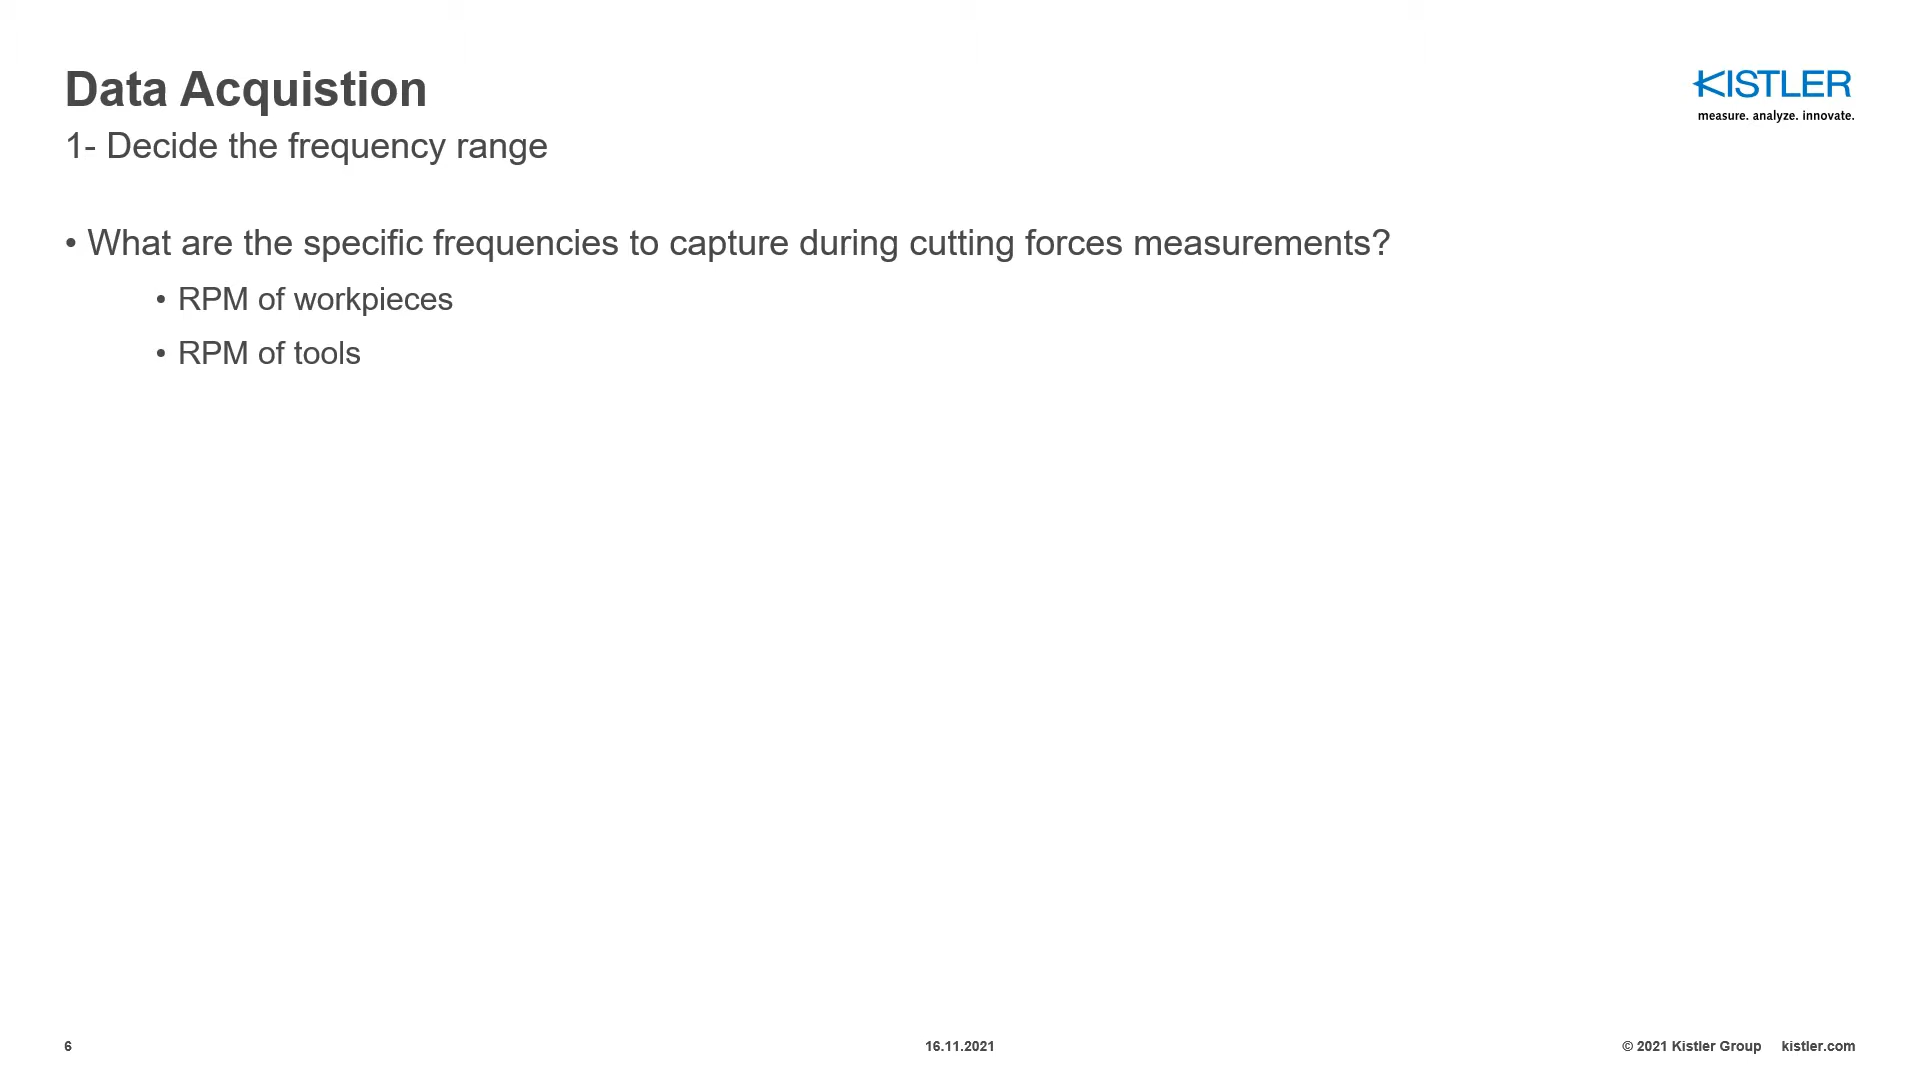 Data Acquistion
KISTLER
measure. analyze. innovate.
1- Decide the frequency range
• What are the specific frequencies to capture during cutting forces measurements?
• RPM of workpieces
• RPM of tools
6
16.11.2021
© 2021 Kistler Group kistler.com